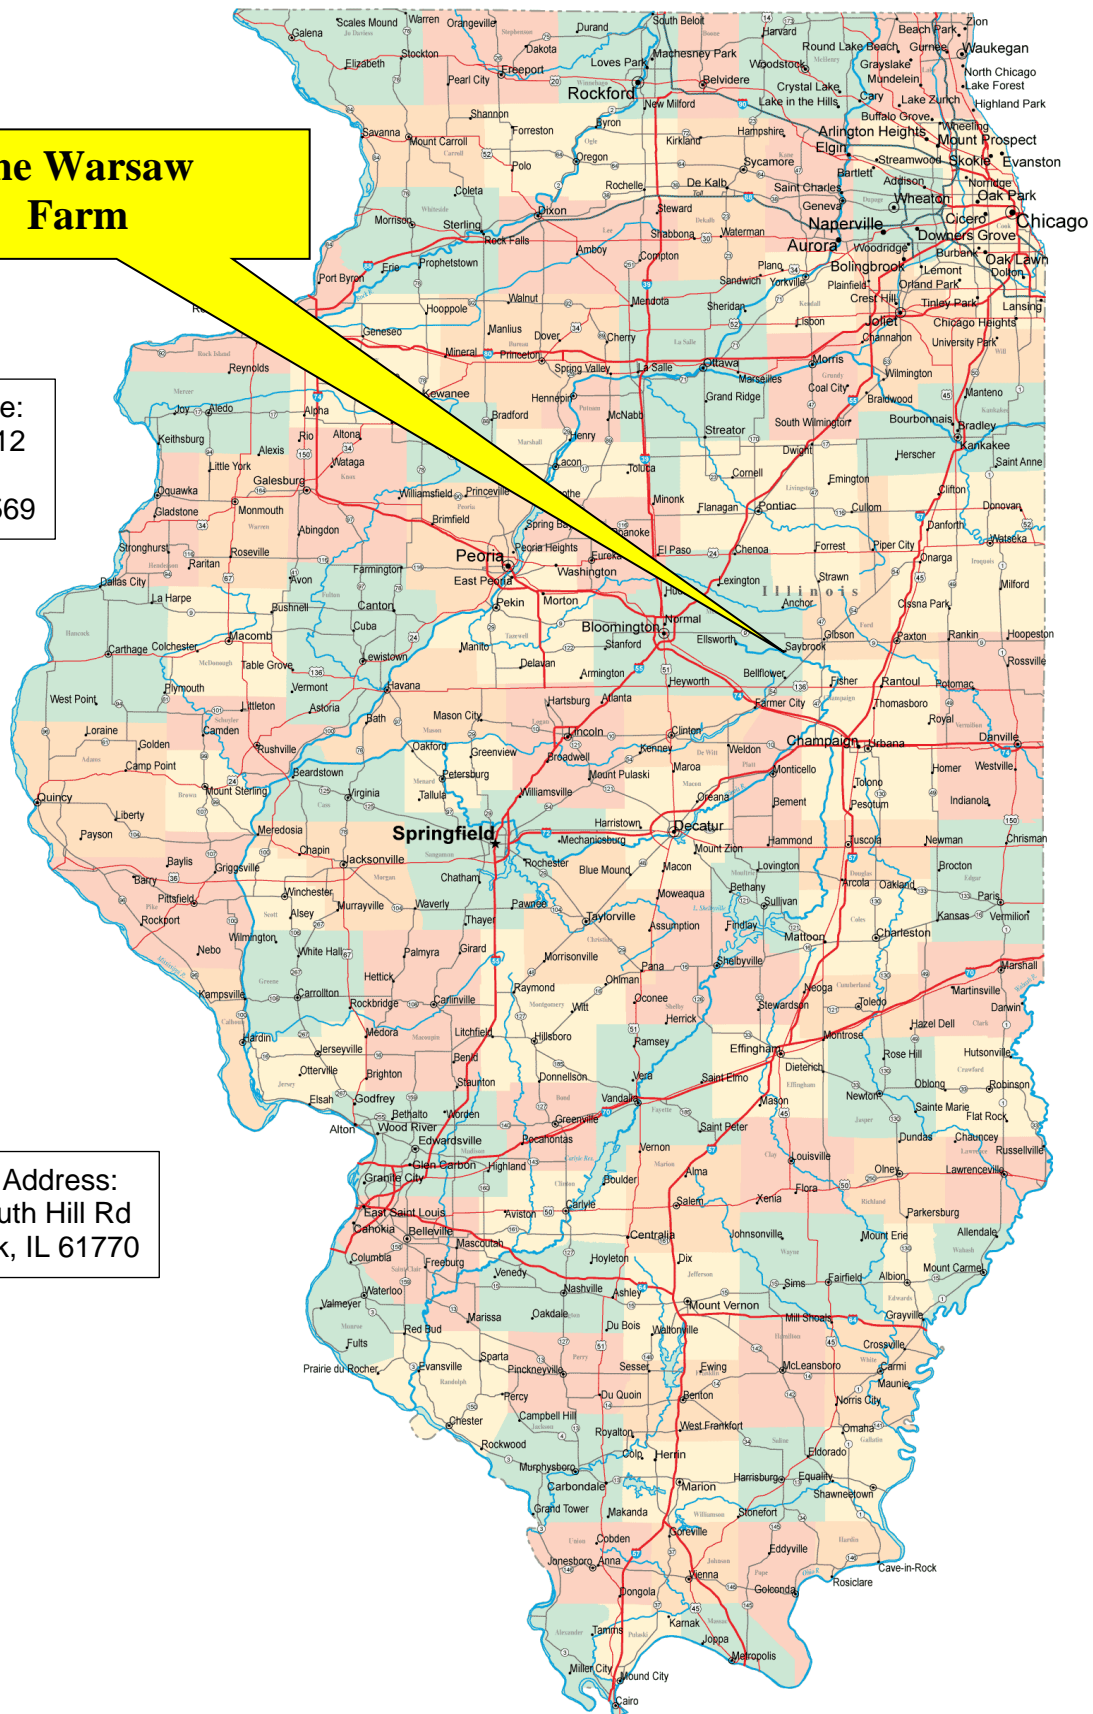 ne Warsaw
Farm
e:
12
569
Address:
uth Hill Rd
k, IL 61770
Scales Mound
Warren
Orangeville
Galena
Stockton
Elizabeth
Dakota
Freeport
Pearl City
Durand
South Beloit
Machesney Park
Loves Park
Rockford
Belvidere
New Milford
Harvard
Woodstock
Crystal Lake
Lake in the Hills
Round Lake Beach
Grayslake
Mundelein
Beach Park
Gurnee
Zion
Waukegan
North Chicago
Lake Forest
Highland Park
Cary
Lake Zurich
Buffalo Grove
Wheeling
Arlington Heights
Mount Prospect
Elgin
Streamwood
Skokie
Evanston
Bartlett
Addison
Norridge
Saint Charles
Geneva
Wheaton
Oak Park
Cicero
Chicago
Naperville
Downers Grove
Aurora
Woodridge
Burbank
Oak Lawn
Bolingbrook
Lemont
Dolton
Plainfield
Orland Park
Crest Hill
Tinley Park
Lansing
Joliet
Chicago Heights
Channahon
University Park
Savanna
Mount Carroll
Shannon
Forreston
Byron
Polo
Oregon
Kirkland
Hampshire
Sycamore
De Kalb
Rochelle
Coleta
Morrison
Sterling
Dixon
Rock Falls
Steward
Shabbona
Waterman
Amboy
Compton
Plano
Yorkville
Sandwich
Port Byron
Erie
Prophetstown
Hooppole
Walnut
Mendota
Sheridan
Lisbon
Geneseo
Manlius
Dover
Cherry
Mineral
Princeton
Spring Valley
La Salle
Ottawa
Marseilles
Morris
Wilmington
Coal City
Braidwood
Manteno
Reynolds
Kewanee
Hennepin
Grand Ridge
South Wilmington
Bourbonnais
Bradley
Kankakee
Joy
Aledo
Alpha
Bradford
McNabb
Henry
Streator
Dwight
Herscher
Saint Anne
Keithsburg
Rio
Altona
Alexis
Wataga
Little York
Galesburg
Lacon
Toluca
Cornell
Emington
Oquawka
Gladstone
Monmouth
Williamsfield
Princeville
Minonk
Flanagan
Pontiac
Cullom
Clifton
Donovan
Danforth
Abingdon
Brimfield
Spring Bay
Stronghurst
Roseville
Raritan
Peoria
Peoria Heights
Eureka
El Paso
Chenoa
Forrest
Piper City
Onarga
Watseka
Dallas City
Avon
Farmington
East Peoria
Washington
Lexington
Strawn
Milford
La Harpe
Bushnell
Canton
Pekin
Morton
Illinois
Anchor
Cissna Park
Cuba
Normal
Bloomington
Carthage
Colchester
Macomb
Manito
Stanford
Ellsworth
Saybrook
Gibson
Paxton
Rankin
Hoopeston
Lewistown
Table Grove
Delavan
Armington
Rossville
West Point
Plymouth
Vermont
Havana
Heyworth
Bellflower
Fisher
Rantoul
Potomac
Littleton
Astoria
Hartsburg
Atlanta
Farmer City
Thomasboro
Loraine
Camden
Bath
Mason City
Lincoln
Clinton
Royal
Golden
Rushville
Oakford
Greenview
Broadwell
Kenney
Weldon
Champaign
Urbana
Danville
Camp Point
Beardstown
Petersburg
Mount Pulaski
Maroa
Monticello
Homer
Westville
Mount Sterling
Virginia
Tallula
Williamsville
Oreana
Bement
Tolono
Pesotum
Indianola
Quincy
Liberty
Springfield
Harristown
Decatur
Payson
Meredosia
Mechanicsburg
Mount Zion
Hammond
Tuscola
Newman
Chrisman
Chapin
Jacksonville
Rochester
Blue Mound
Macon
Lovington
Brocton
Baylis
Griggsville
Barry
Pittsfield
Winchester
Chatham
Moweaqua
Bethany
Sullivan
Arcola
Oakland
Paris
Alsey
Murrayville
Waverly
Pawnee
Taylorville
Rockport
Thayer
Assumption
Findlay
Mattoon
Charleston
Kansas
Vermilion
Nebo
Wilmington
White Hall
Palmyra
Girard
Morrisonville
Pana
Shelbyville
Marshall
Hettick
Raymond
Ohlman
Neoga
Martinsville
Kampsville
Carrollton
Rockbridge
Carlinville
Witt
Oconee
Stewardson
Toledo
Darwin
Herrick
Hardin
Medora
Litchfield
Hillsboro
Ramsey
Effingham
Montrose
Hazel Dell
Jerseyville
Benld
Rose Hill
Hutsonville
Otterville
Brighton
Staunton
Donnellson
Vera
Saint Elmo
Dieterich
Oblong
Robinson
Elsah
Godfrey
Vandalia
Mason
Newton
Sainte Marie
Flat Rock
Bethalto
Worden
Greenville
Alton
Wood River
Saint Peter
Edwardsville
Pocahontas
Vernon
Dundas
Chauncey
Russellville
Glen Carbon
Highland
Alma
Louisville
Olney
Lawrenceville
Granite City
Boulder
Flora
East Saint Louis
Aviston
Carlyle
Salem
Xenia
Parkersburg
Cahokia
Belleville
Mascoutah
Centralia
Johnsonville
Mount Erie
Allendale
Columbia
Freeburg
Hoyleton
Dix
Venedy
Nashville
Ashley
Sims
Fairfield
Albion
Mount Carmel
Waterloo
Mount Vernon
Valmeyer
Marissa
Oakdale
Mill Shoals
Grayville
Red Bud
Du Bois
Waltonville
Fults
Crossville
Prairie du Rocher
Evansville
Sparta
Pinckneyville
Sesser
Ewing
McLeansboro
Carmi
Maunie
Percy
Du Quoin
Benton
Norris City
Chester
Campbell Hill
Royalton
West Frankfort
Omaha
Rockwood
Colp
Herrin
Eldorado
Murphysboro
Carbondale
Marion
Harrisburg
Equality
Shawneetown
Grand Tower
Makanda
Stonefort
Cobden
Goreville
Eddyville
Jonesboro
Anna
Vienna
Cave-in-Rock
Rosiclare
Dongola
Golconda
Tamms
Karnak
Joppa
Metropolis
Miller City
Mound City
Cairo